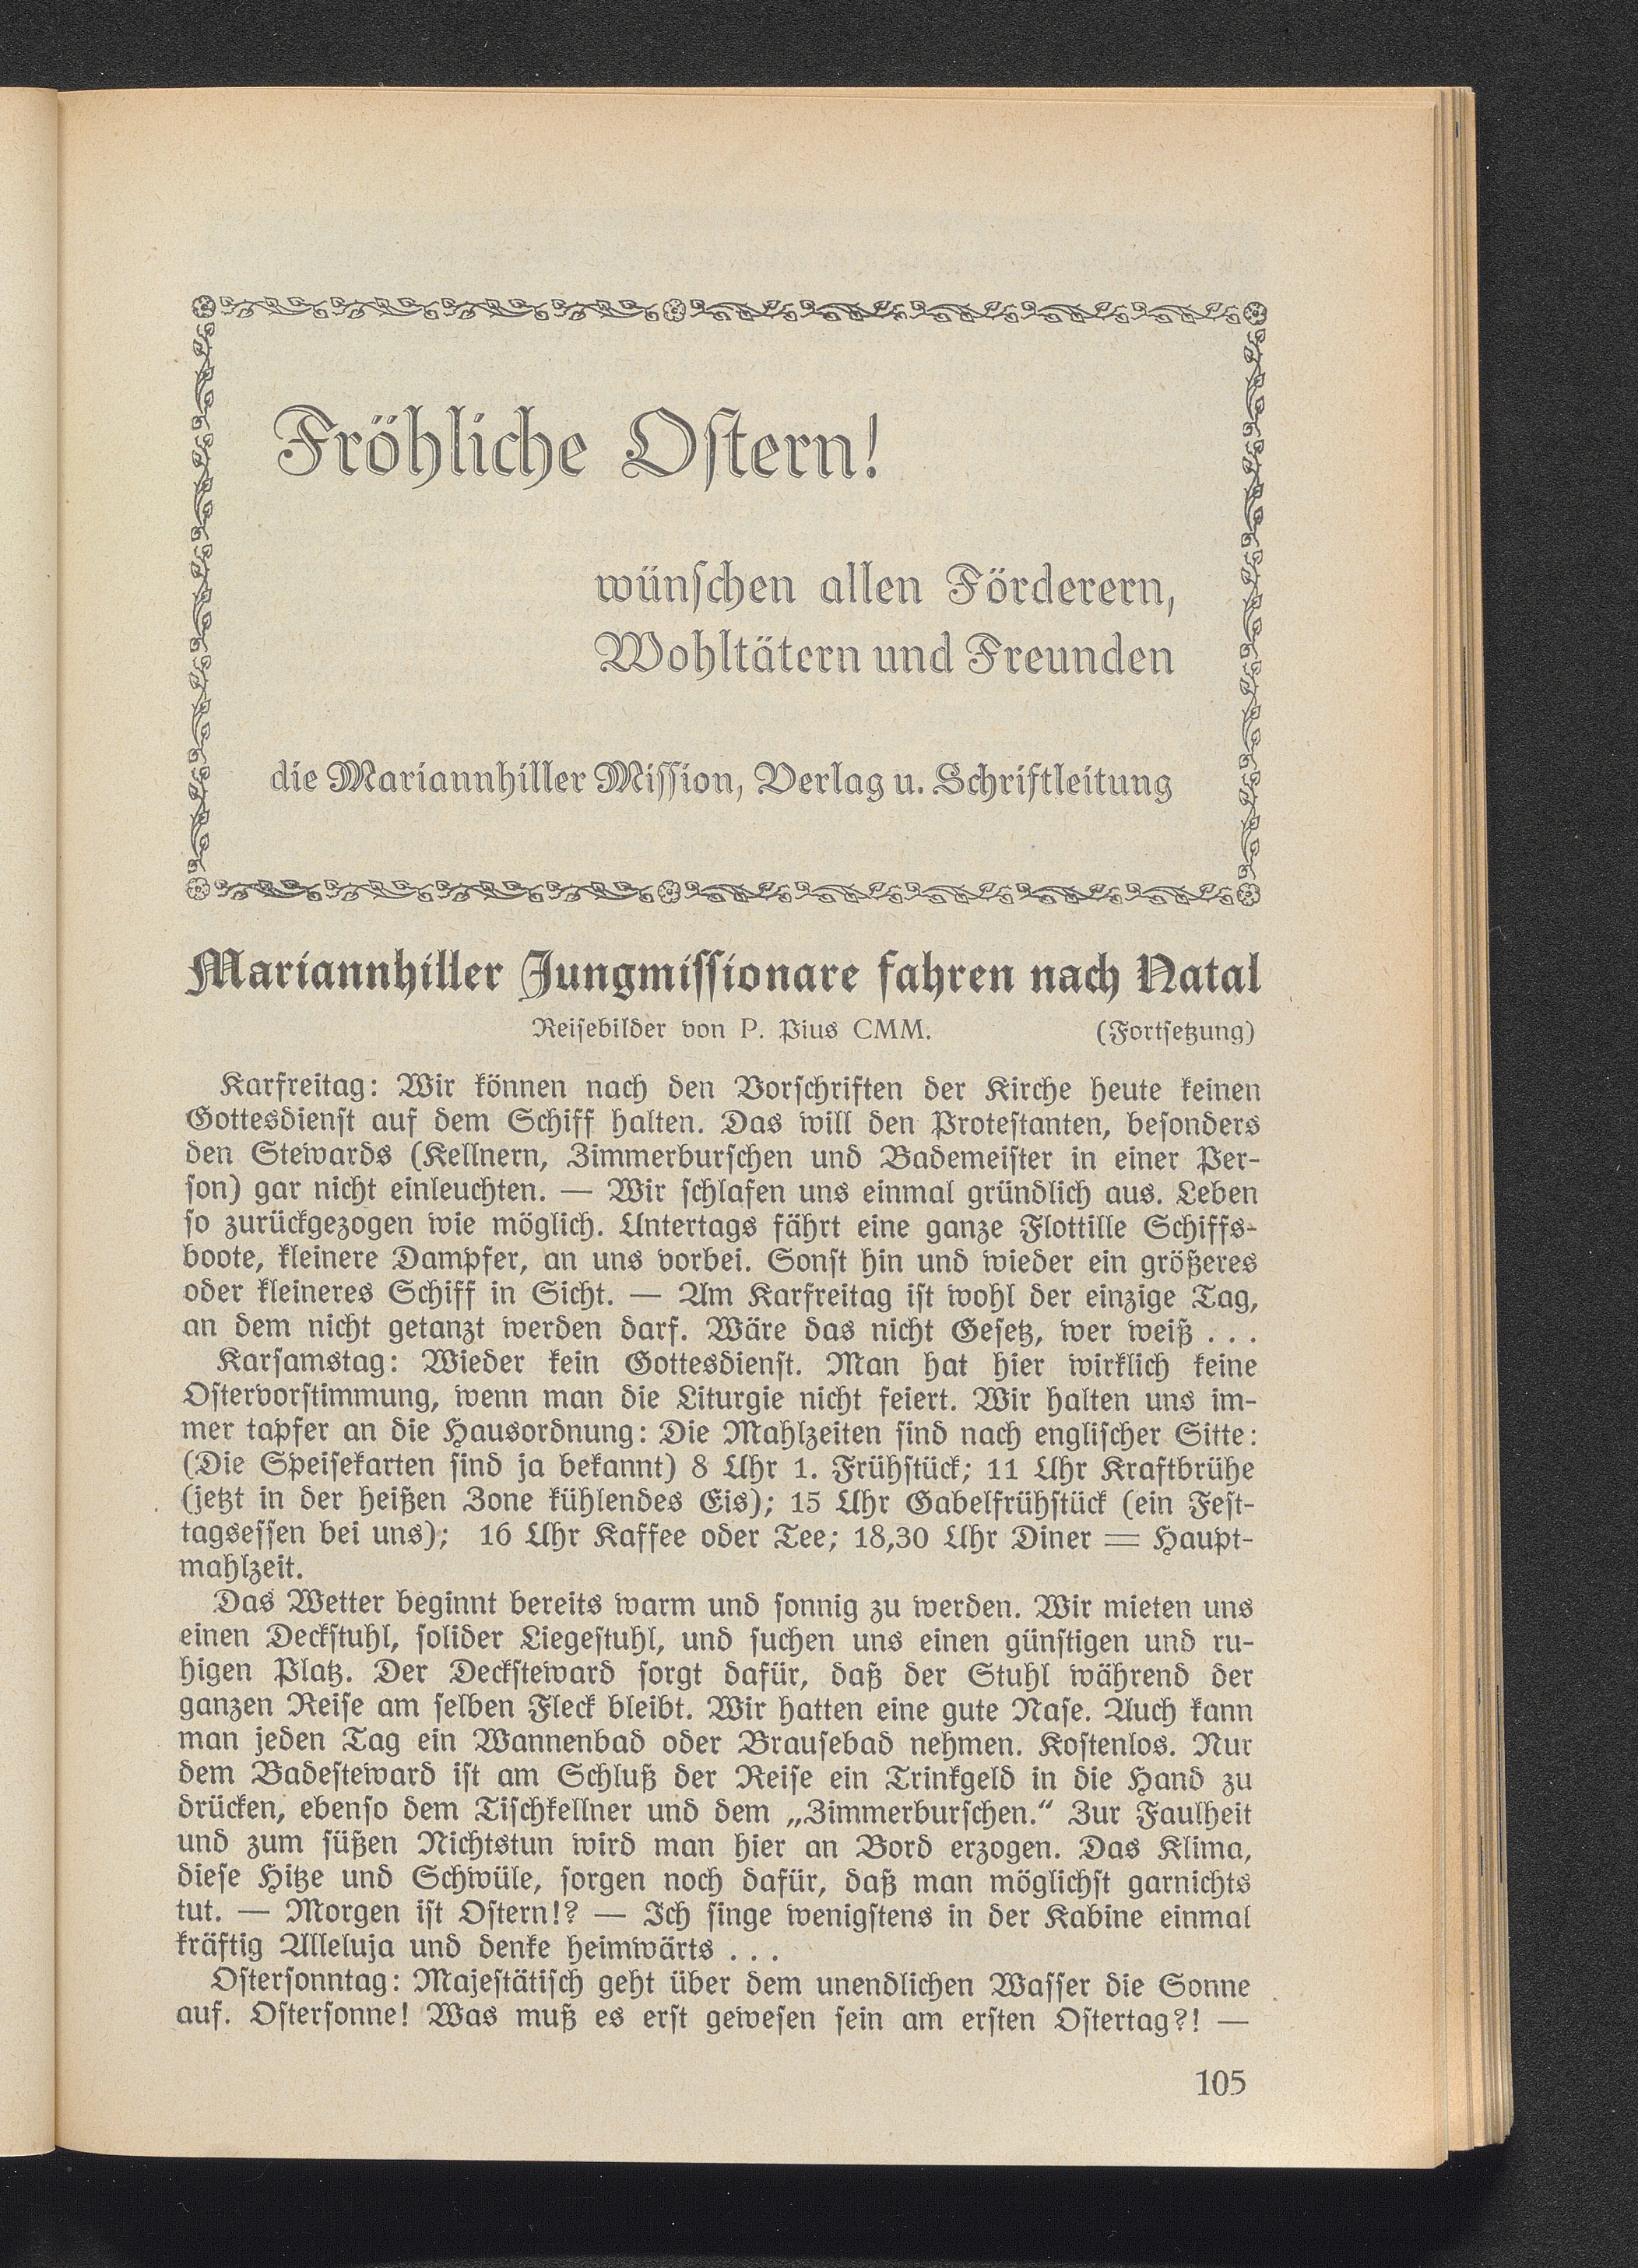 Fröhliche Ostern!
wünschen allen Förderern,
Wohltätern und Freunden
die Mariannhiller Mission, Verlag u. Schriftleitung
Mariannhiller Jungmissionare fahren nach Natal
Reisebilder von P. Pius CMM. (Fortsetzung)
Karfreitag: Wir können nach den Vorschriften der Kirche heute keinen
Gottesdienst auf dem Schiff halten. Das will den Protestanten, besonders
den Stewards (Kellnern, Zimmerburschen und Bademeister in einer Per-
son) gar nicht einleuchten. — Wir schlafen uns einmal gründlich aus. Leben
so zurückgezogen wie möglich. Untertags fährt eine ganze Flottille Schiffs-
boote, kleinere Dampfer, an uns vorbei. Sonst hin und wieder ein größeres
oder kleineres Schiff in Sicht. — Am Karfreitag ist wohl der einzige Tag,
an dem nicht getanzt werden darf. Wäre das nicht Gesetz, wer weiß . . .
Karsamstag: Wieder kein Gottesdienst. Man hat hier wirklich keine
Ostervorstimmung, wenn man die Liturgie nicht feiert. Wir halten uns im-
mer tapfer an die Hausordnung: Die Mahlzeiten sind nach englischer Sitte:
(Die Speisekarten sind ja bekannt) 8 Uhr 1. Frühstück; 11 Uhr Kraftbrühe
(jetzt in der heißen Zone kühlendes Eis); 15 Uhr Gabelfrühstück (ein Fest-
tagsessen bei uns); 16 Uhr Kaffee oder Tee; 18,30 Uhr Diner = Haupt-
mahlzeit.
Das Wetter beginnt bereits warm und sonnig zu werden. Wir mieten uns
einen Deckstuhl, solider Liegestuhl, und suchen uns einen günstigen und ru-
higen Platz. Der Decksteward sorgt dafür, daß der Stuhl während der
ganzen Reise am selben Fleck bleibt. Wir hatten eine gute Nase. Auch kann
man jeden Tag ein Wannenbad oder Brausebad nehmen. Kostenlos. Nur
dem Badesteward ist am Schluß der Reise ein Trinkgeld in die Hand zu
drücken, ebenso dem Tischkellner und dem „Zimmerburschen.“ Zur Faulheit
und zum süßen Nichtstun wird man hier an Bord erzogen. Das Klima,
diese Hitze und Schwüle, sorgen noch dafür, daß man möglichst garnichts
tut. — Morgen ist Ostern!? — Ich singe wenigstens in der Kabine einmal
kräftig Alleluja und denke heimwärts . . .
Ostersonntag: Majestätisch geht über dem unendlichen Wasser die Sonne
auf. Ostersonne! Was muß es erst gewesen sein am ersten Ostertag?! —
105